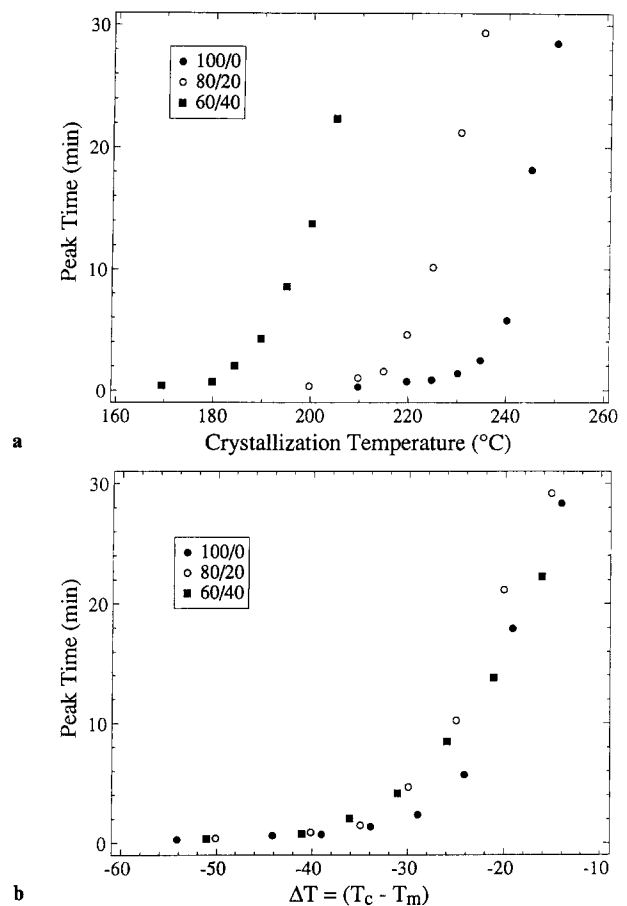 30
20
10
0
Peak Time (min)
100/0
80/20
60/40
160 180 200 220 240 260
Crystallization Temperature (°C)
a
30
20
10
0
Peak Time (min)
100/0
80/20
60/40
-60 -50 -40 -30 -20 -10
ΔT = (Tc - Tm)
b